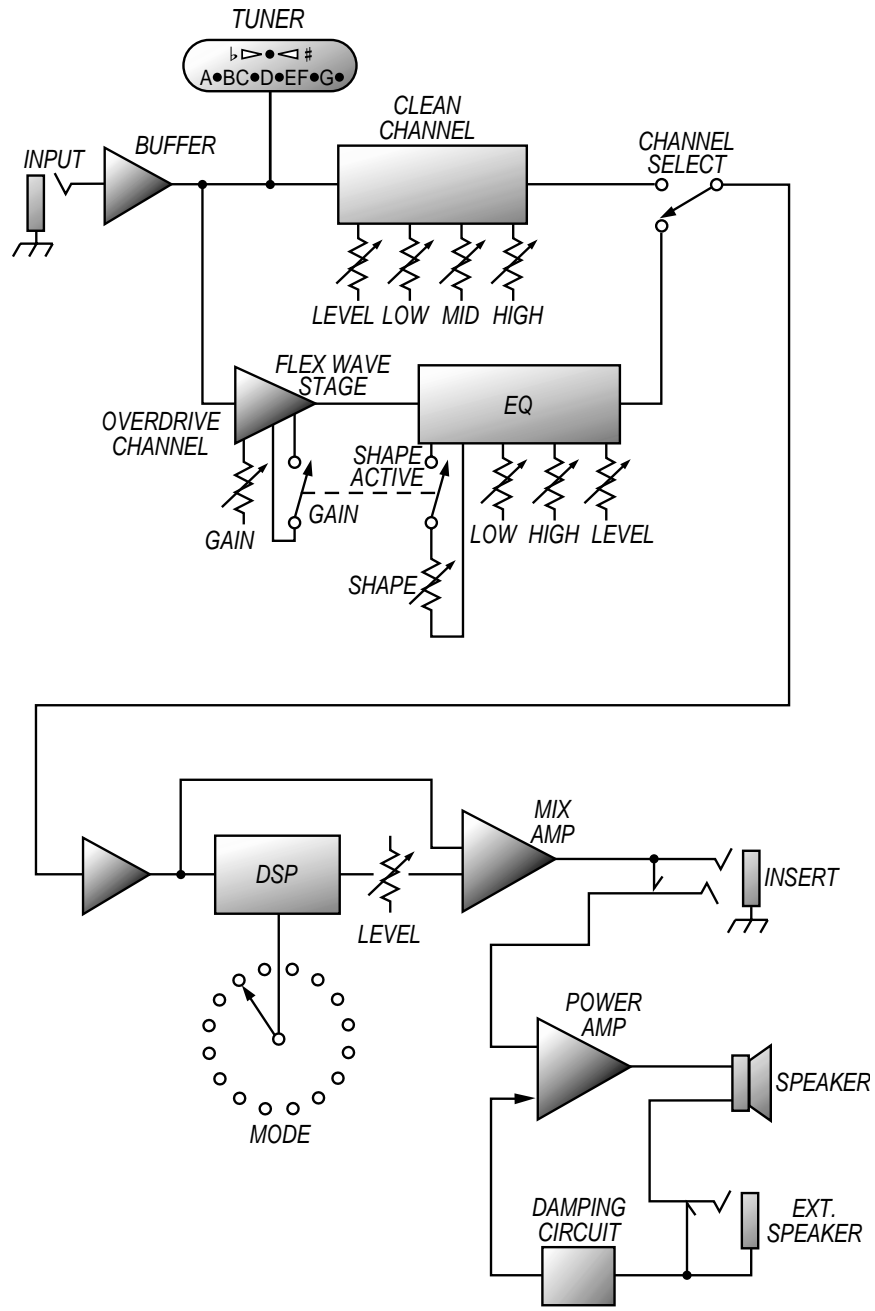 TUNER
♭ ▷ • ◁ #
A•BC•D•EF•G•
CLEAN
CHANNEL
CHANNEL
SELECT
BUFFER
INPUT
LEVEL LOW MID HIGH
FLEX WAVE
STAGE
EQ
OVERDRIVE
CHANNEL
SHAPE
ACTIVE
GAIN
GAIN
LOW HIGH LEVEL
SHAPE
MIX
AMP
DSP
INSERT
LEVEL
POWER
AMP
SPEAKER
MODE
DAMPING
CIRCUIT
EXT.
SPEAKER